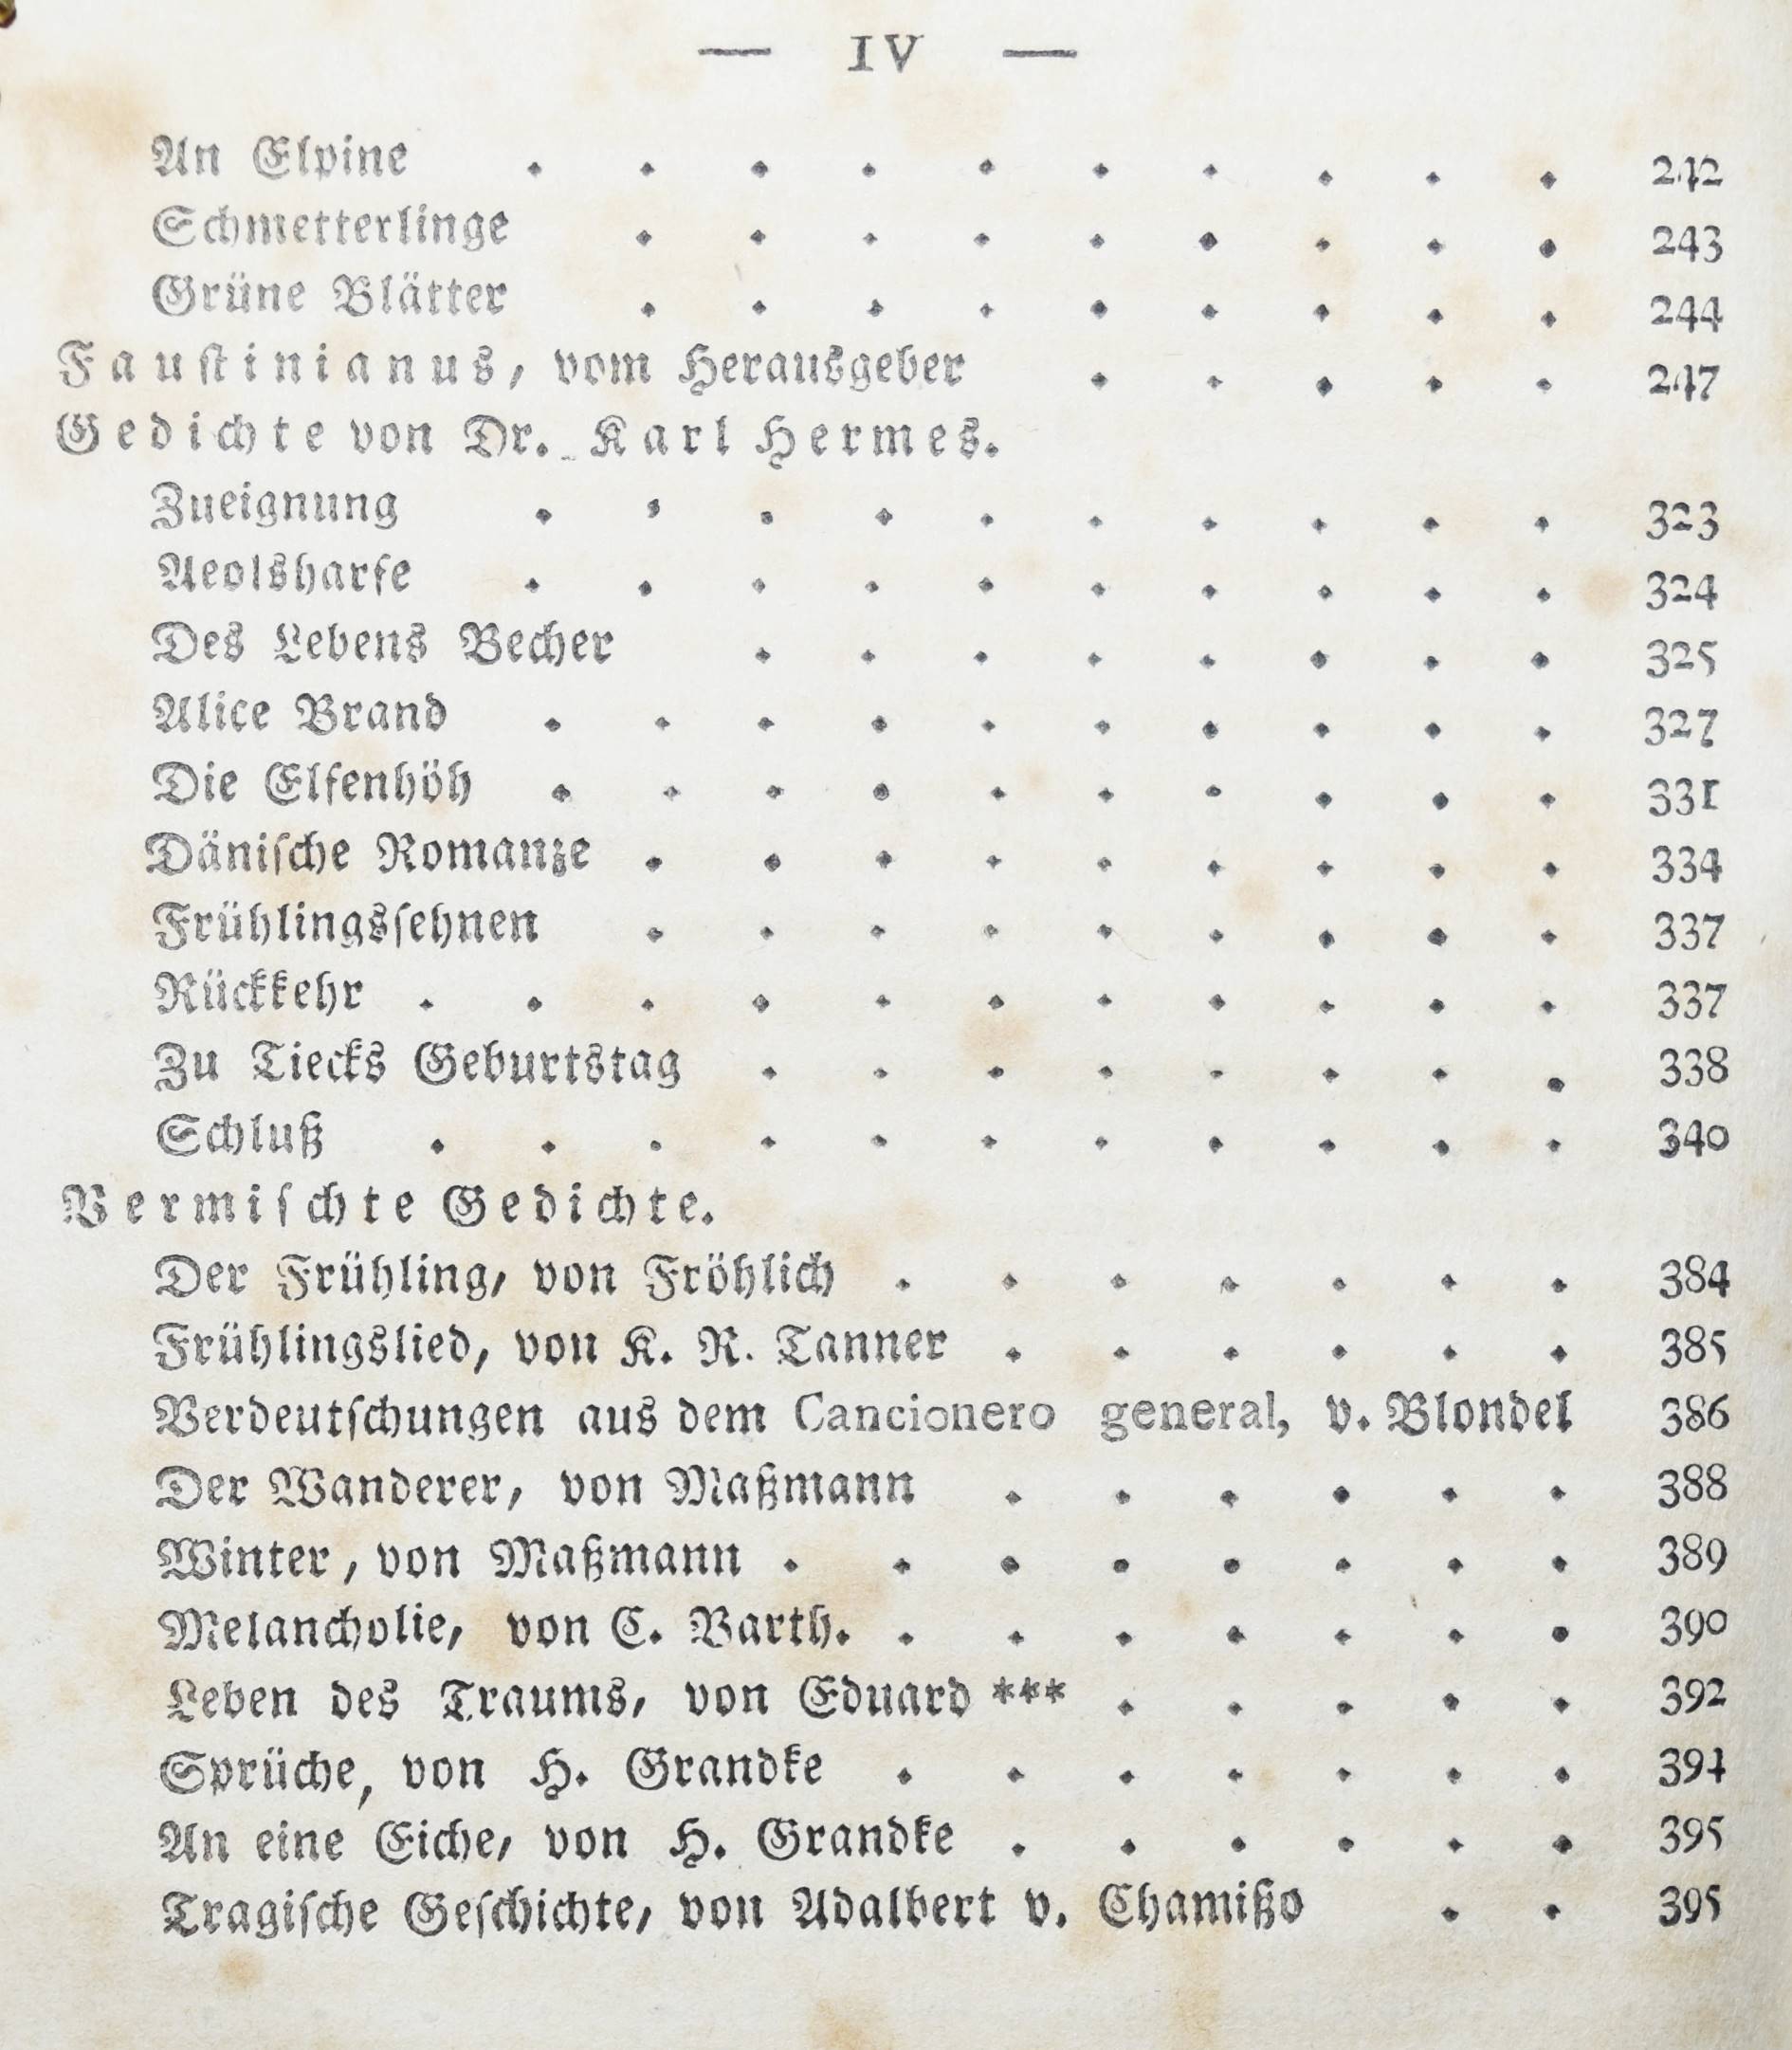 — IV —
An Elpine . . . . . . . . . . 242
Schmetterlinge . . . . . . . . . 243
Grüne Blätter . . . . . . . . . 244
Fauſtinianus, vom Herausgeber . . . . . 247
Gedichte von Dr. Karl Hermes.
Zueignung . . . . . . . . . . 323
Aeolsharfe . . . . . . . . . . 324
Des Lebens Becher . . . . . . . . 325
Alice Brand . . . . . . . . . . 327
Die Elfenhöh . . . . . . . . . . 331
Däniſche Romanze . . . . . . . . . 334
Frühlingsſehnen . . . . . . . . . 337
Rückkehr . . . . . . . . . . . 337
Zu Tiecks Geburtstag . . . . . . . . 338
Schluß . . . . . . . . . . . 340
Vermiſchte Gedichte.
Der Frühling, von Fröhlich . . . . . . . 384
Frühlingslied, von K. R. Tanner . . . . . . 385
Verdeutſchungen aus dem Cancionero general, v. Blondel 386
Der Wanderer, von Maßmann . . . . . . 388
Winter, von Maßmann . . . . . . . . 389
Melancholie, von C. Barth. . . . . . . . 390
Leben des Traums, von Eduard *** . . . . . 392
Sprüche, von H. Grandke . . . . . . . 394
An eine Eiche, von H. Grandke . . . . . . 395
Tragiſche Geſchichte, von Adalbert v. Chamißo . . 395